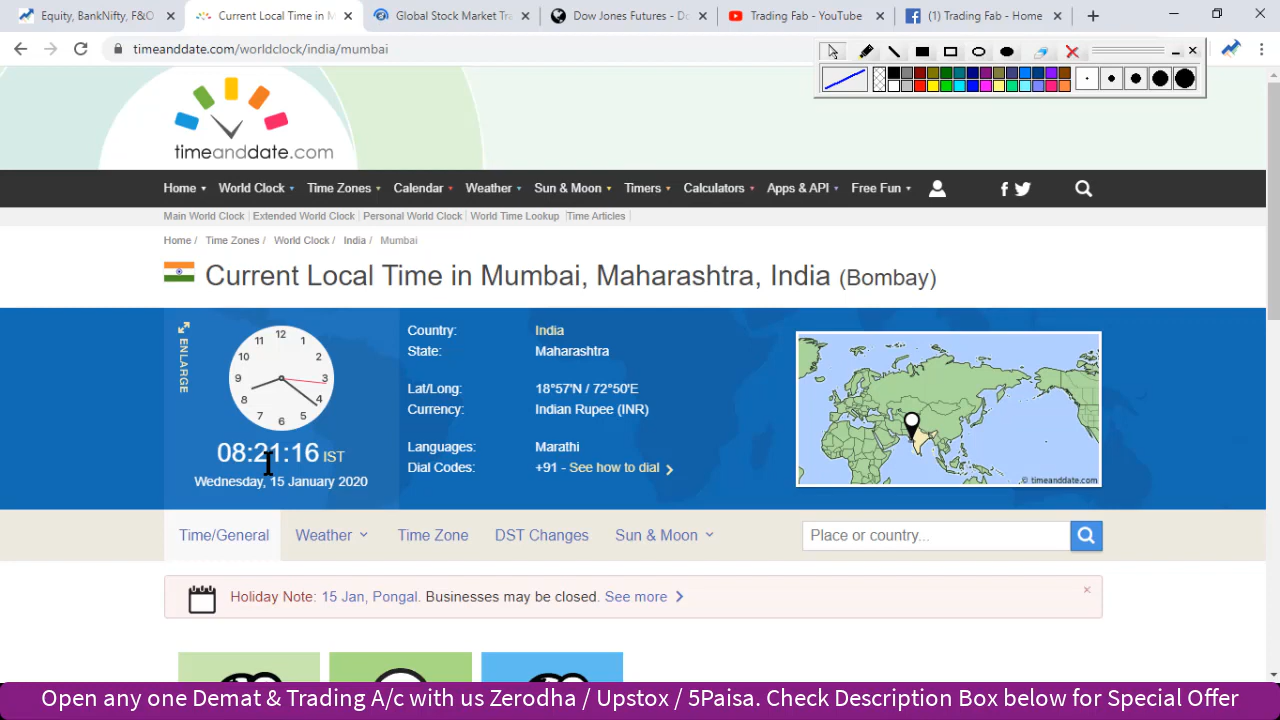 Equity, BankNifty, F&O
Current Local Time in M
Global Stock Market Tra
Dow Jones Futures - Do
Trading Fab - YouTube
(1) Trading Fab - Home
timeanddate.com/worldclock/india/mumbai
timeanddate.com
Home World Clock Time Zones Calendar Weather Sun & Moon Timers Calculators Apps & API Free Fun
Main World Clock Extended World Clock Personal World Clock World Time Lookup Time Articles
Home / Time Zones / World Clock / India / Mumbai
Current Local Time in Mumbai, Maharashtra, India (Bombay)
ENLARGE
12
1
2
3
4
5
6
7
8
9
10
11
08:21:16 IST
Wednesday, 15 January 2020
Country: India
State: Maharashtra
Lat/Long: 18°57'N / 72°50'E
Currency: Indian Rupee (INR)
Languages: Marathi
Dial Codes: +91 - See how to dial
© timeanddate.com
Time/General Weather Time Zone DST Changes Sun & Moon Place or country...
Holiday Note: 15 Jan, Pongal. Businesses may be closed. See more
Open any one Demat & Trading A/c with us Zerodha / Upstox / 5Paisa. Check Description Box below for Special Offer